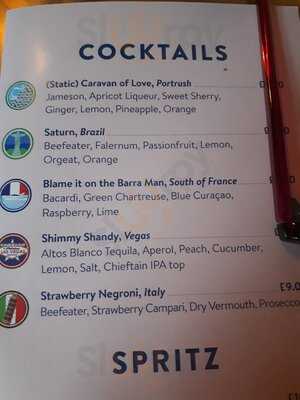 COCKTAILS
(Static) Caravan of Love, Portrush
Jameson, Apricot Liqueur, Sweet Sherry,
Ginger, Lemon, Pineapple, Orange
Saturn, Brazil
Beefeater, Falernum, Passionfruit, Lemon,
Orgeat, Orange
Blame it on the Barra Man, South of France
Bacardi, Green Chartreuse, Blue Curaçao,
Raspberry, Lime
Shimmy Shandy, Vegas
Altos Blanco Tequila, Aperol, Peach, Cucumber,
Lemon, Salt, Chieftain IPA top
Strawberry Negroni, Italy £9.0
Beefeater, Strawberry Campari, Dry Vermouth, Prosecco
SPRITZ